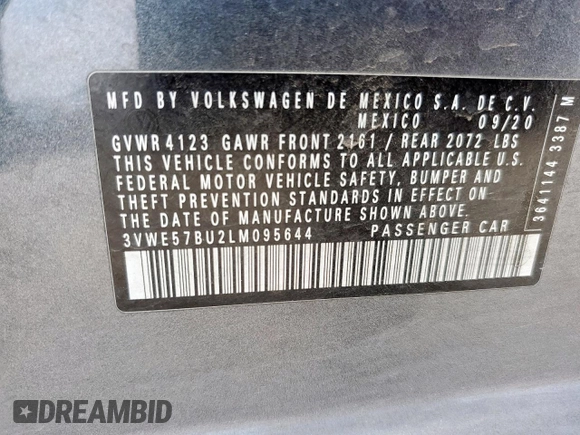 MFD BY VOLKSWAGEN DE MEXICO S.A. DE C.V.
MEXICO 09/20
GVWR 4123 GAWR FRONT 2161 / REAR 2072 LBS
THIS VEHICLE CONFORMS TO ALL APPLICABLE U.S.
FEDERAL MOTOR VEHICLE SAFETY, BUMPER AND
THEFT PREVENTION STANDARDS IN EFFECT ON
THE DATE OF MANUFACTURE SHOWN ABOVE.
3VWE57BU2LM095644 PASSENGER CAR
3641144 3387 M
DREAMBID